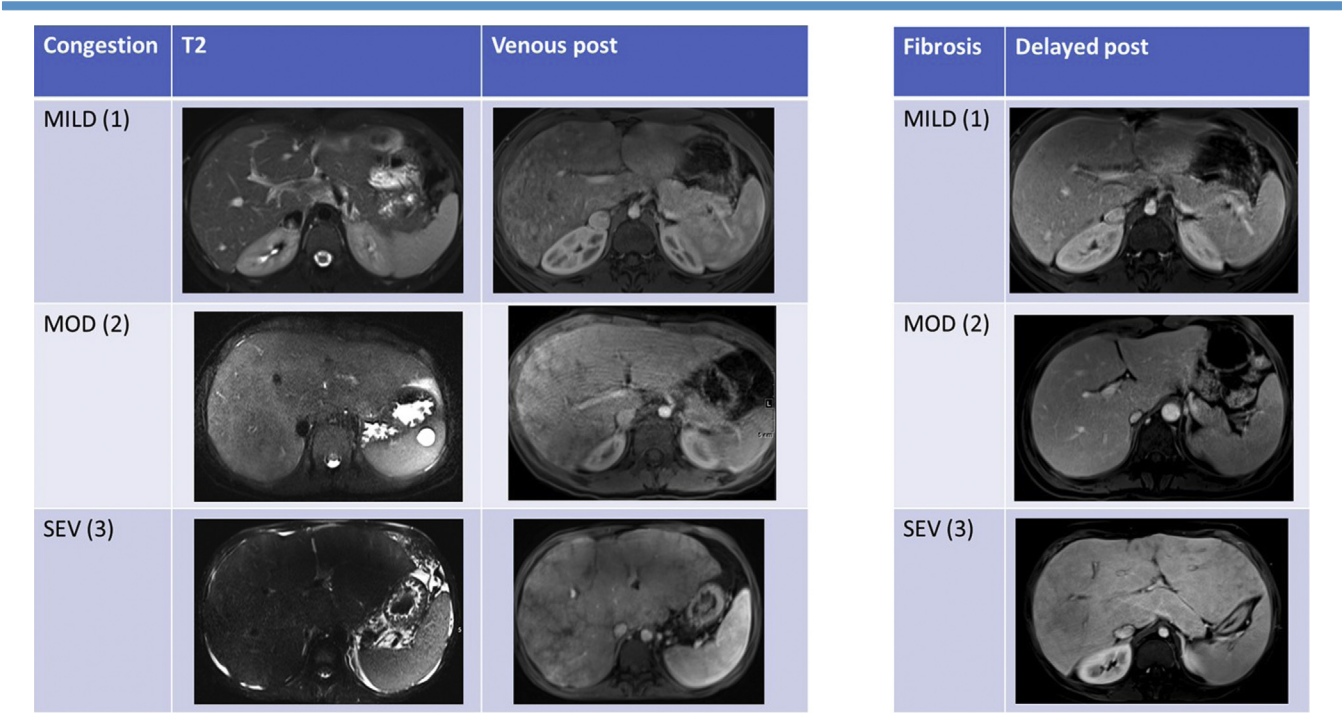 Congestion T2 Venous post
MILD (1)
MOD (2)
SEV (3)
Fibrosis Delayed post
MILD (1)
MOD (2)
SEV (3)